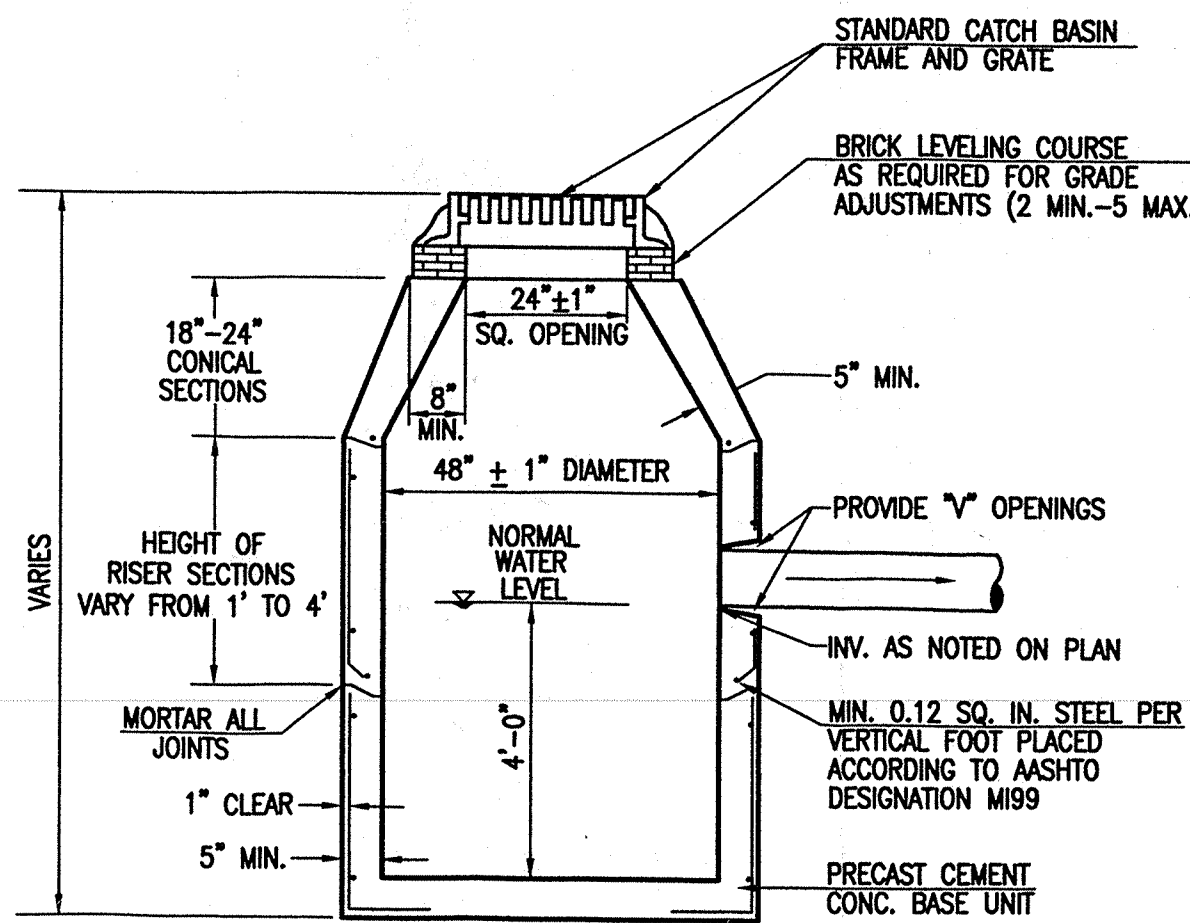 STANDARD CATCH BASIN
FRAME AND GRATE
BRICK LEVELING COURSE
AS REQUIRED FOR GRADE
ADJUSTMENTS (2 MIN.-5 MAX.
24"±1"
SQ. OPENING
18"-24"
CONICAL
SECTIONS
5" MIN.
8"
MIN.
48" ± 1" DIAMETER
PROVIDE "V" OPENINGS
NORMAL
WATER
LEVEL
HEIGHT OF
RISER SECTIONS
VARY FROM 1' TO 4'
VARIES
INV. AS NOTED ON PLAN
MORTAR ALL
JOINTS
4'-0"
MIN. 0.12 SQ. IN. STEEL PER
VERTICAL FOOT PLACED
ACCORDING TO AASHTO
DESIGNATION M199
1" CLEAR
5" MIN.
PRECAST CEMENT
CONC. BASE UNIT